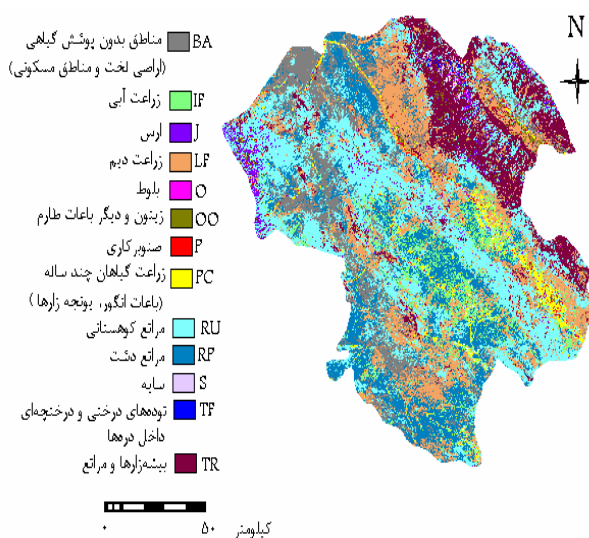 N
مناطق بدون پوشش گیاهی BA
(اراضی لخت و مناطق مسکونی)
زراعت آبی IF
ارس J
زراعت دیم LF
بلوط O
زیتون و دیگر باغات طارم OO
صنوبرکاری P
زراعت گیاهان چند ساله PC
(باغات انگور، یونجه زارها)
مراتع کوهستانی RU
مراتع دشت RP
سایه S
توده‌های درختی و درختچه‌ای TF
داخل دره‌ها
بیشه‌زارها و مراتع TR
۰ ۵۰ کیلومتر